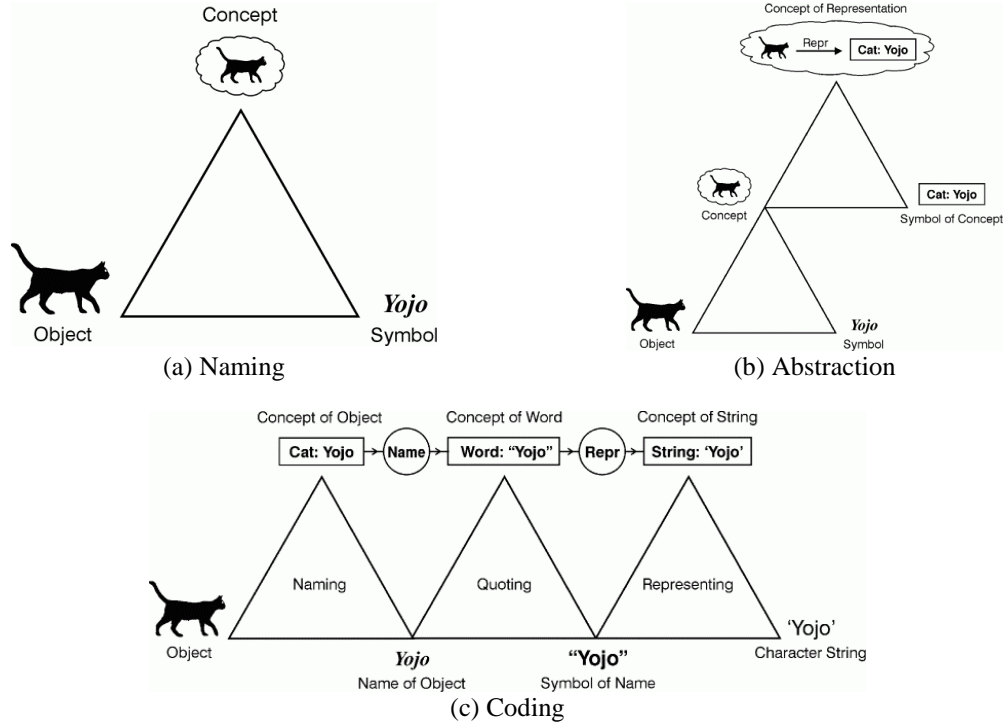 Concept
Object
Yojo
Symbol
(a) Naming
Concept of Representation
Repr
Cat: Yojo
Concept
Cat: Yojo
Symbol of Concept
Object
Yojo
Symbol
(b) Abstraction
Concept of Object
Concept of Word
Concept of String
Cat: Yojo
Name
Word: “Yojo”
Repr
String: ‘Yojo’
Naming
Quoting
Representing
Object
Yojo
Name of Object
“Yojo”
Symbol of Name
‘Yojo’
Character String
(c) Coding